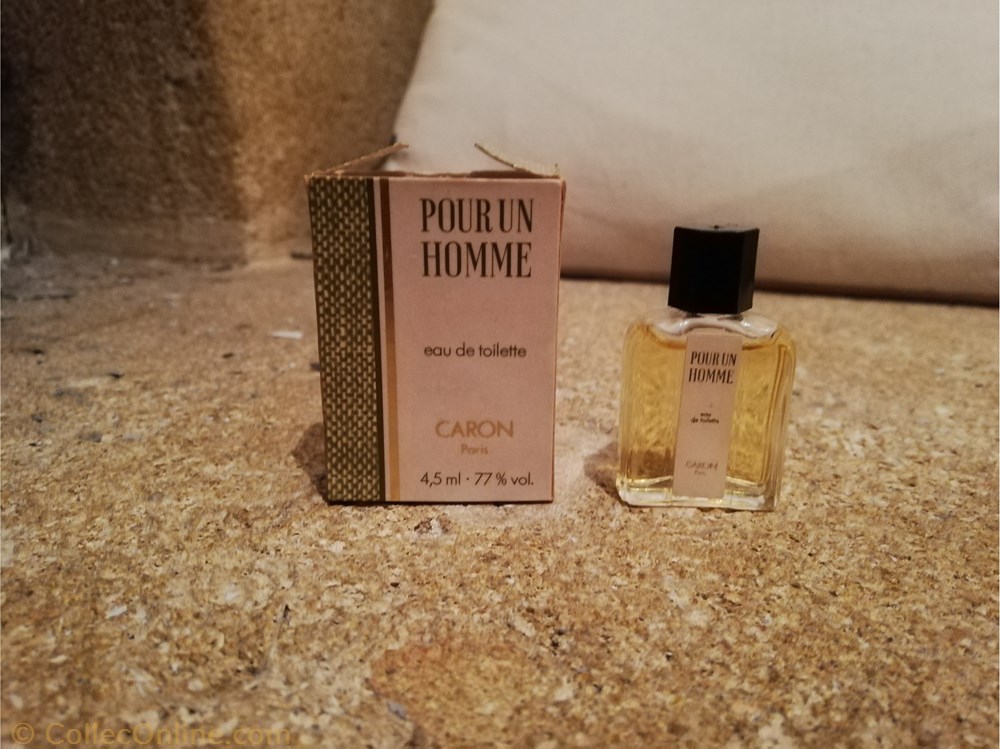 POUR UN
HOMME
eau de toilette
CARON
Paris
4,5 ml · 77 % vol.
POUR UN
HOMME
eau
de toilette
CARON
Paris
© CollecOnline.com